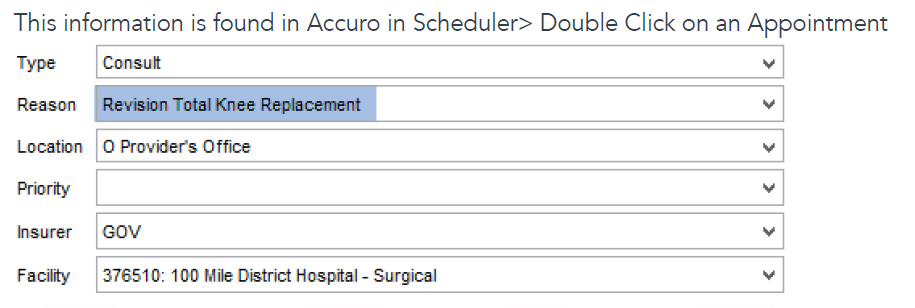 This information is found in Accuro in Scheduler> Double Click on an Appointment
Type Consult
Reason Revision Total Knee Replacement
Location O Provider's Office
Priority
Insurer GOV
Facility 376510: 100 Mile District Hospital - Surgical